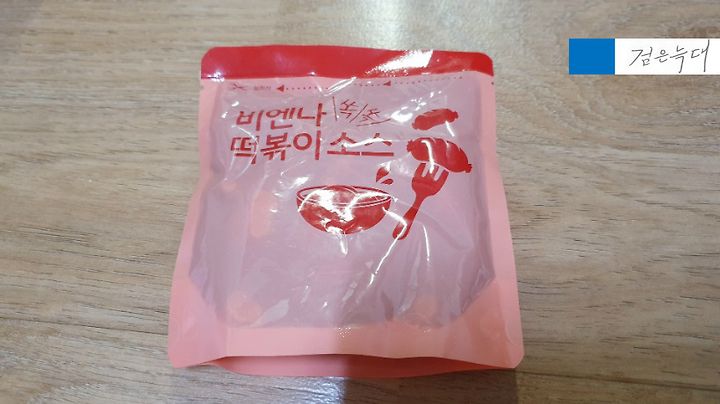 검은늑대
비엔나 쏙쏙
떡볶이 소스